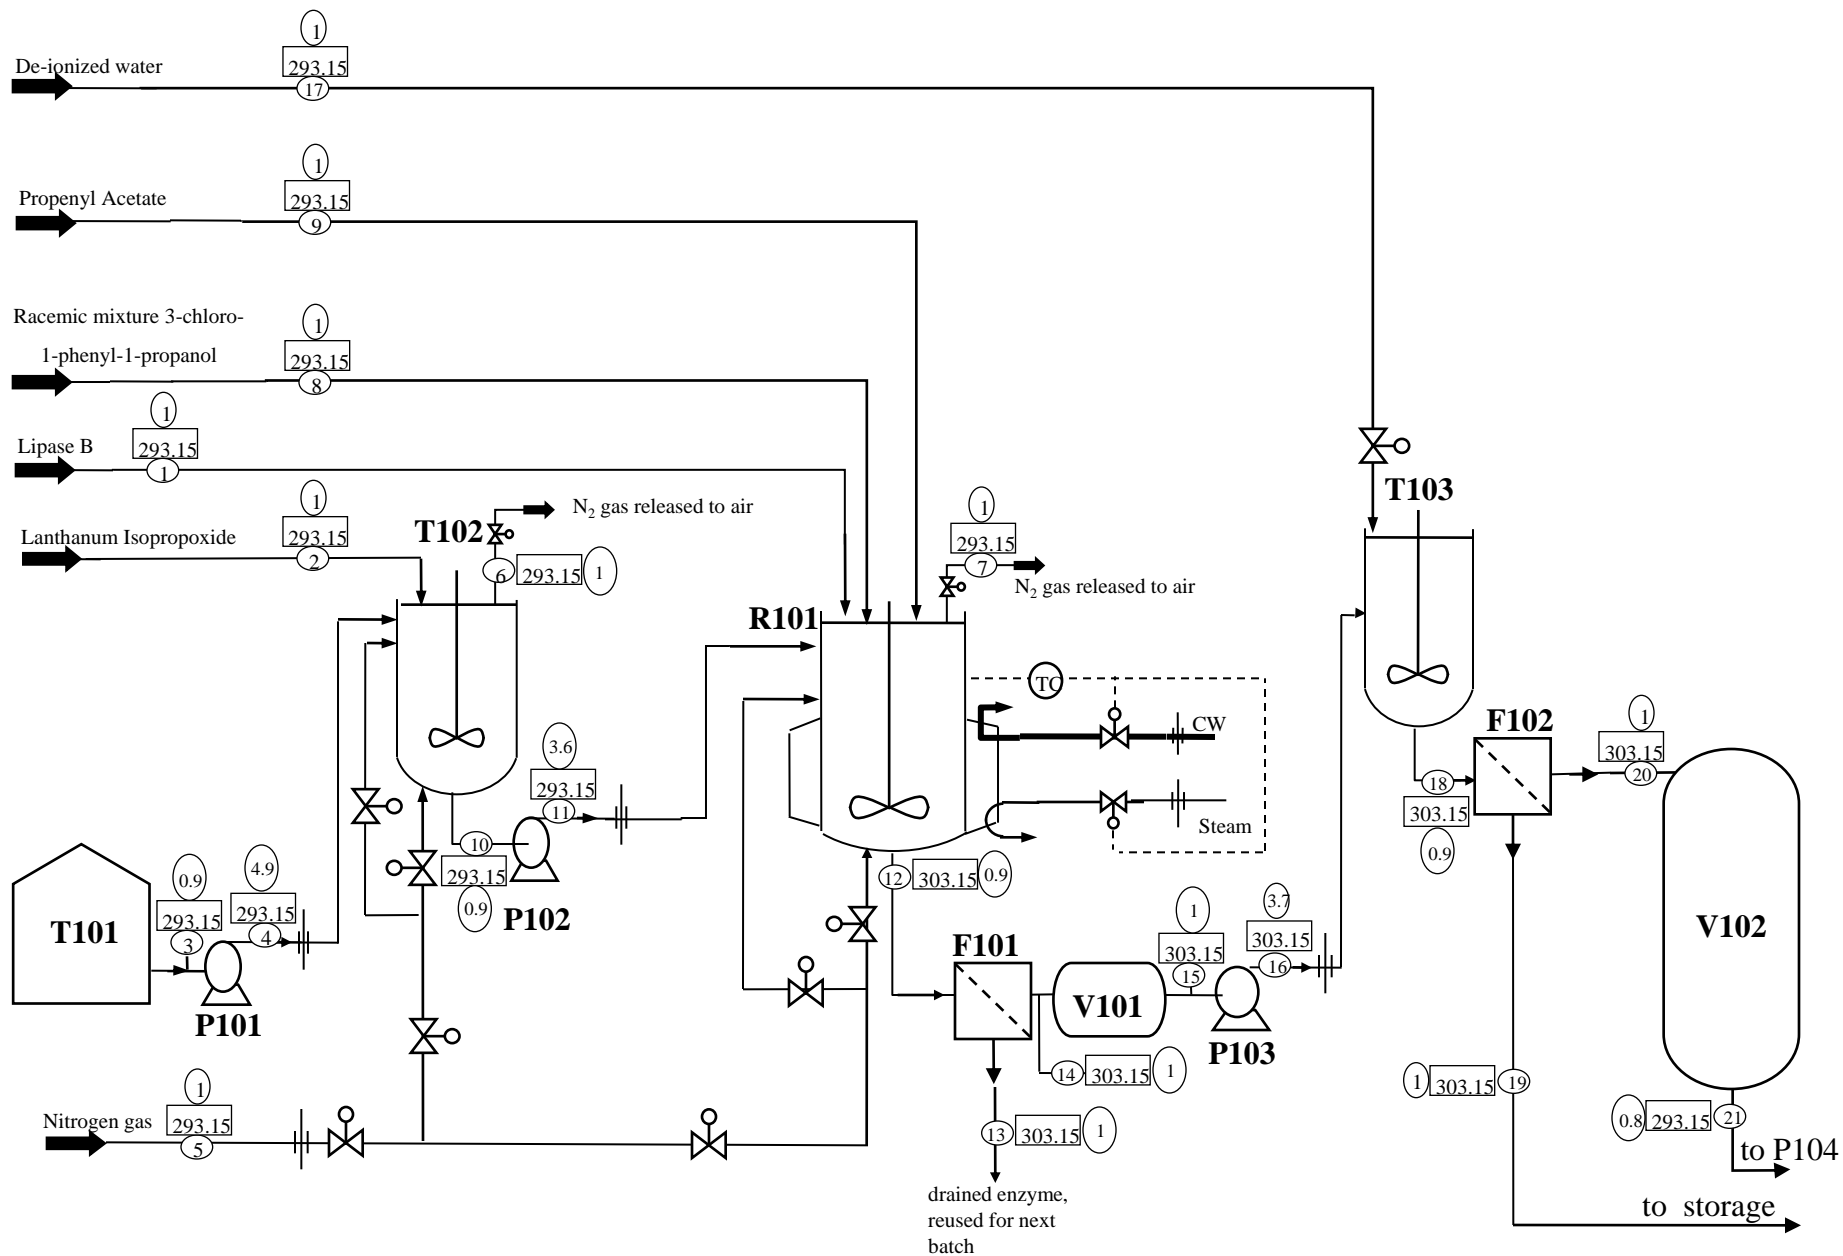 1
293.15
De-ionized water
17
1
293.15
Propenyl Acetate
9
Racemic mixture 3-chloro-
1-phenyl-1-propanol
1
293.15
8
1
293.15
Lipase B
1
1
293.15
Lanthanum Isopropoxide
2
T102
N2 gas released to air
6
293.15
1
1
293.15
7
N2 gas released to air
T103
R101
TC
CW
Steam
3.6
293.15
11
10
293.15
0.9
P102
T101
0.9
293.15
3
4.9
293.15
4
P101
12
303.15
0.9
F101
V101
1
303.15
15
3.7
303.15
16
P103
14
303.15
1
13
303.15
1
drained enzyme,
reused for next
batch
1
293.15
Nitrogen gas
5
18
303.15
0.9
F102
1
303.15
20
V102
1
303.15
19
0.8
293.15
21
to P104
to storage